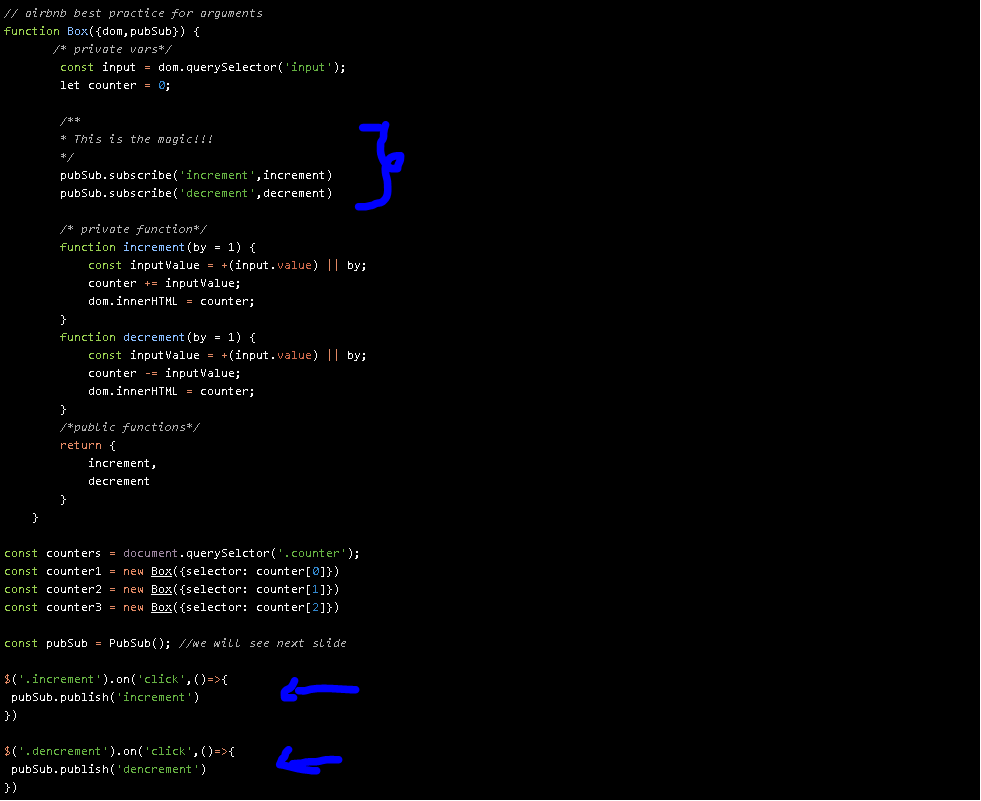 // airbnb best practice for arguments
function Box({dom,pubSub}) {
/* private vars*/
const input = dom.querySelector('input');
let counter = 0;
/**
* This is the magic!!!
*/
pubSub.subscribe('increment',increment)
pubSub.subscribe('decrement',decrement)
/* private function*/
function increment(by = 1) {
const inputValue = +(input.value) || by;
counter += inputValue;
dom.innerHTML = counter;
}
function decrement(by = 1) {
const inputValue = +(input.value) || by;
counter -= inputValue;
dom.innerHTML = counter;
}
/*public functions*/
return {
increment,
decrement
}
}
const counters = document.querySelctor('.counter');
const counter1 = new Box({selector: counter[0]})
const counter2 = new Box({selector: counter[1]})
const counter3 = new Box({selector: counter[2]})
const pubSub = PubSub(); //we will see next slide
$('.increment').on('click',()=>{
pubSub.publish('increment')
})
$('.dencrement').on('click',()=>{
pubSub.publish('dencrement')
})